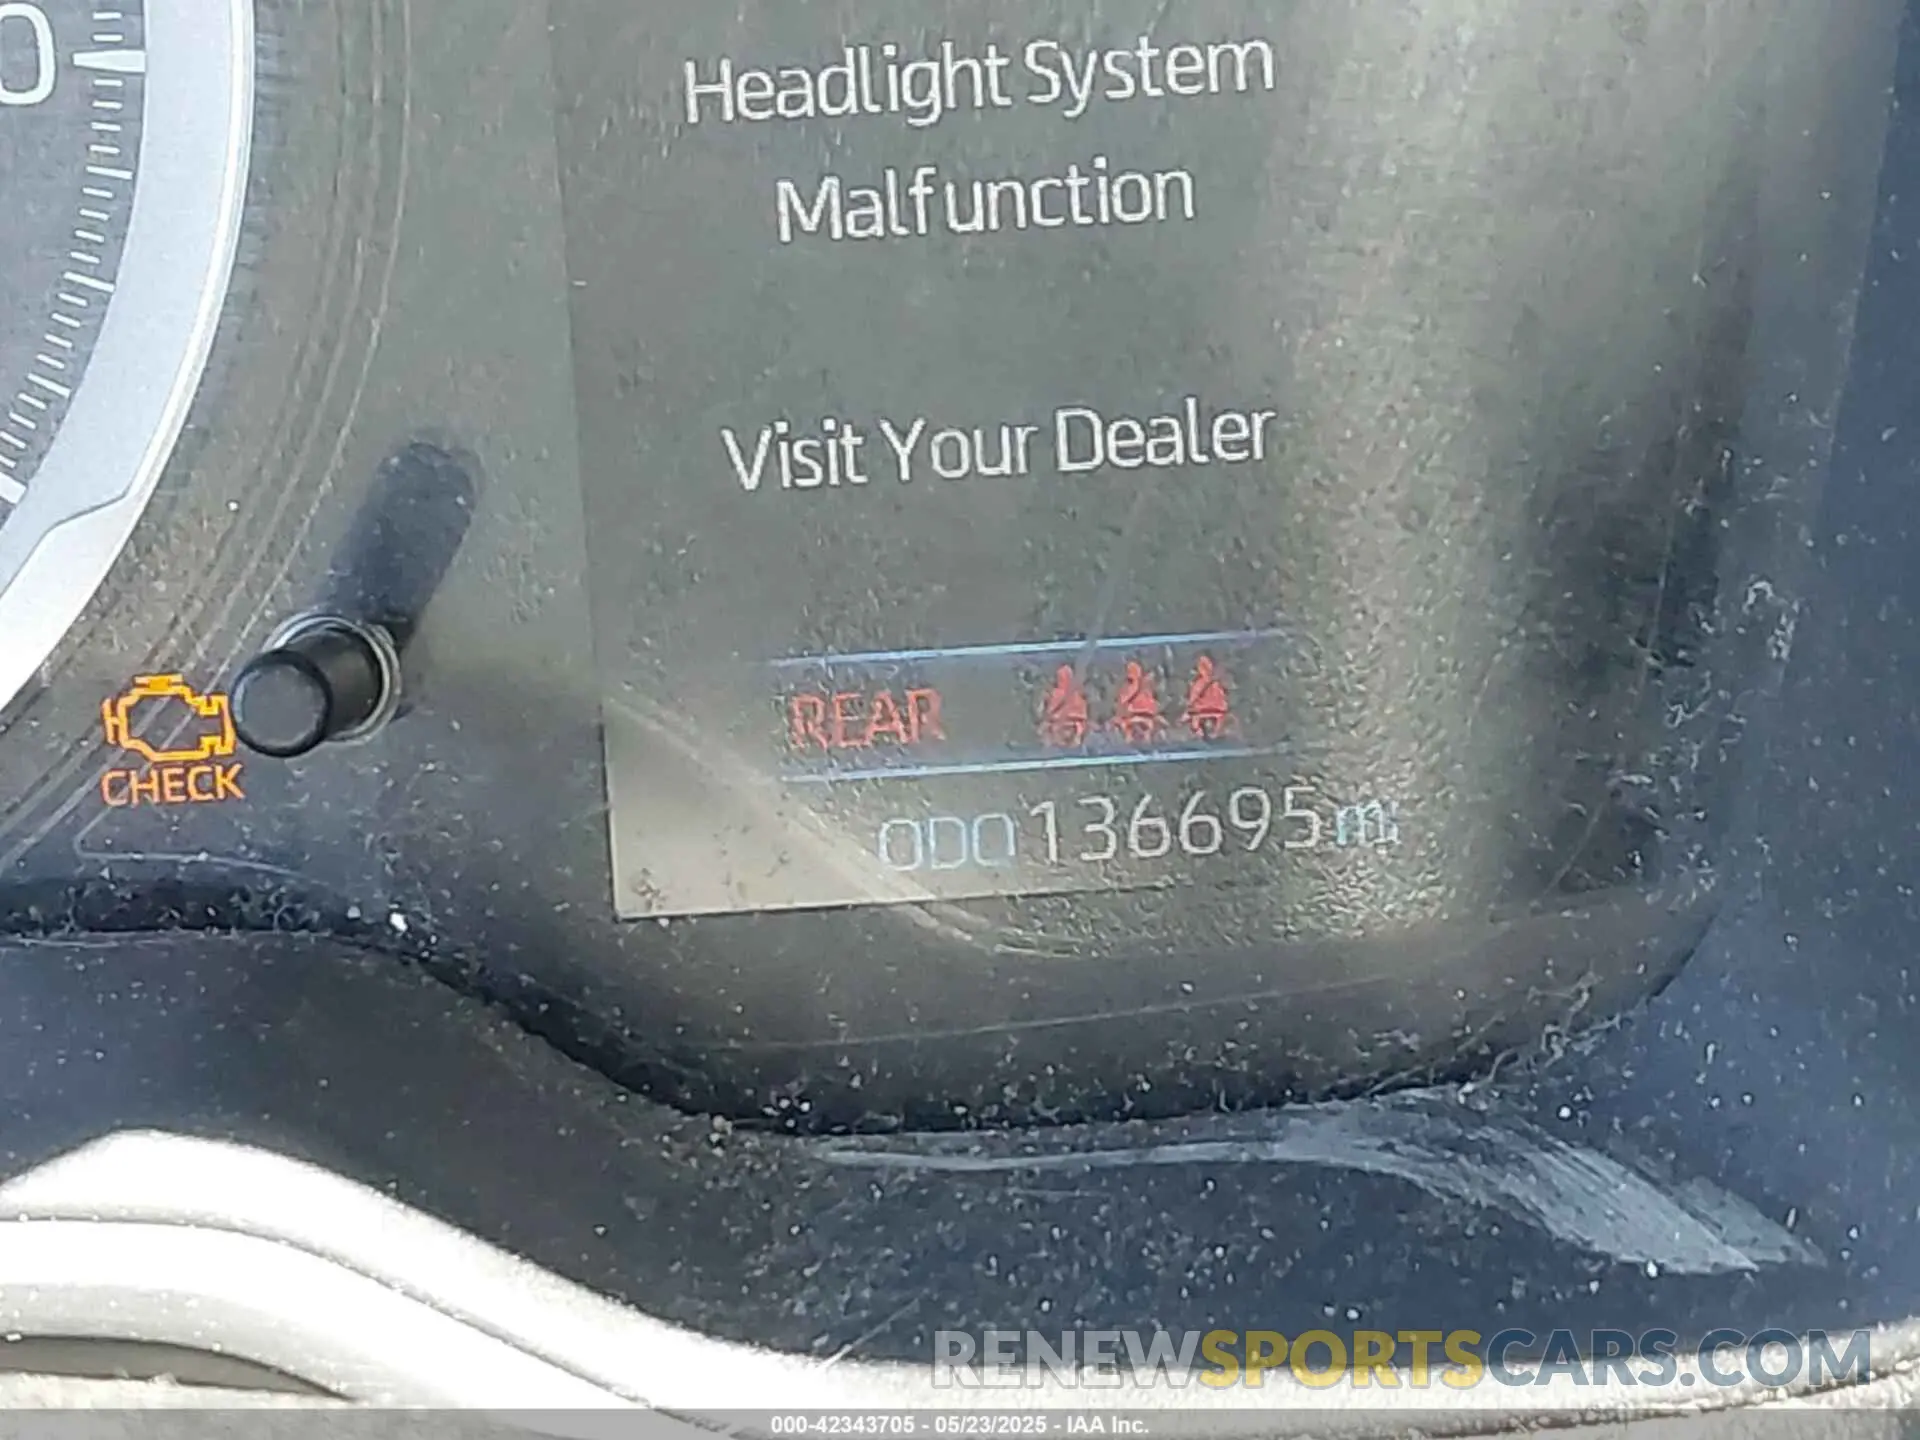 0
Headlight System
Malfunction
Visit Your Dealer
REAR
CHECK
ODO 136695 mi
RENEWSPORTSCARS.COM
000-42343705 - 05/23/2025 - IAA Inc.